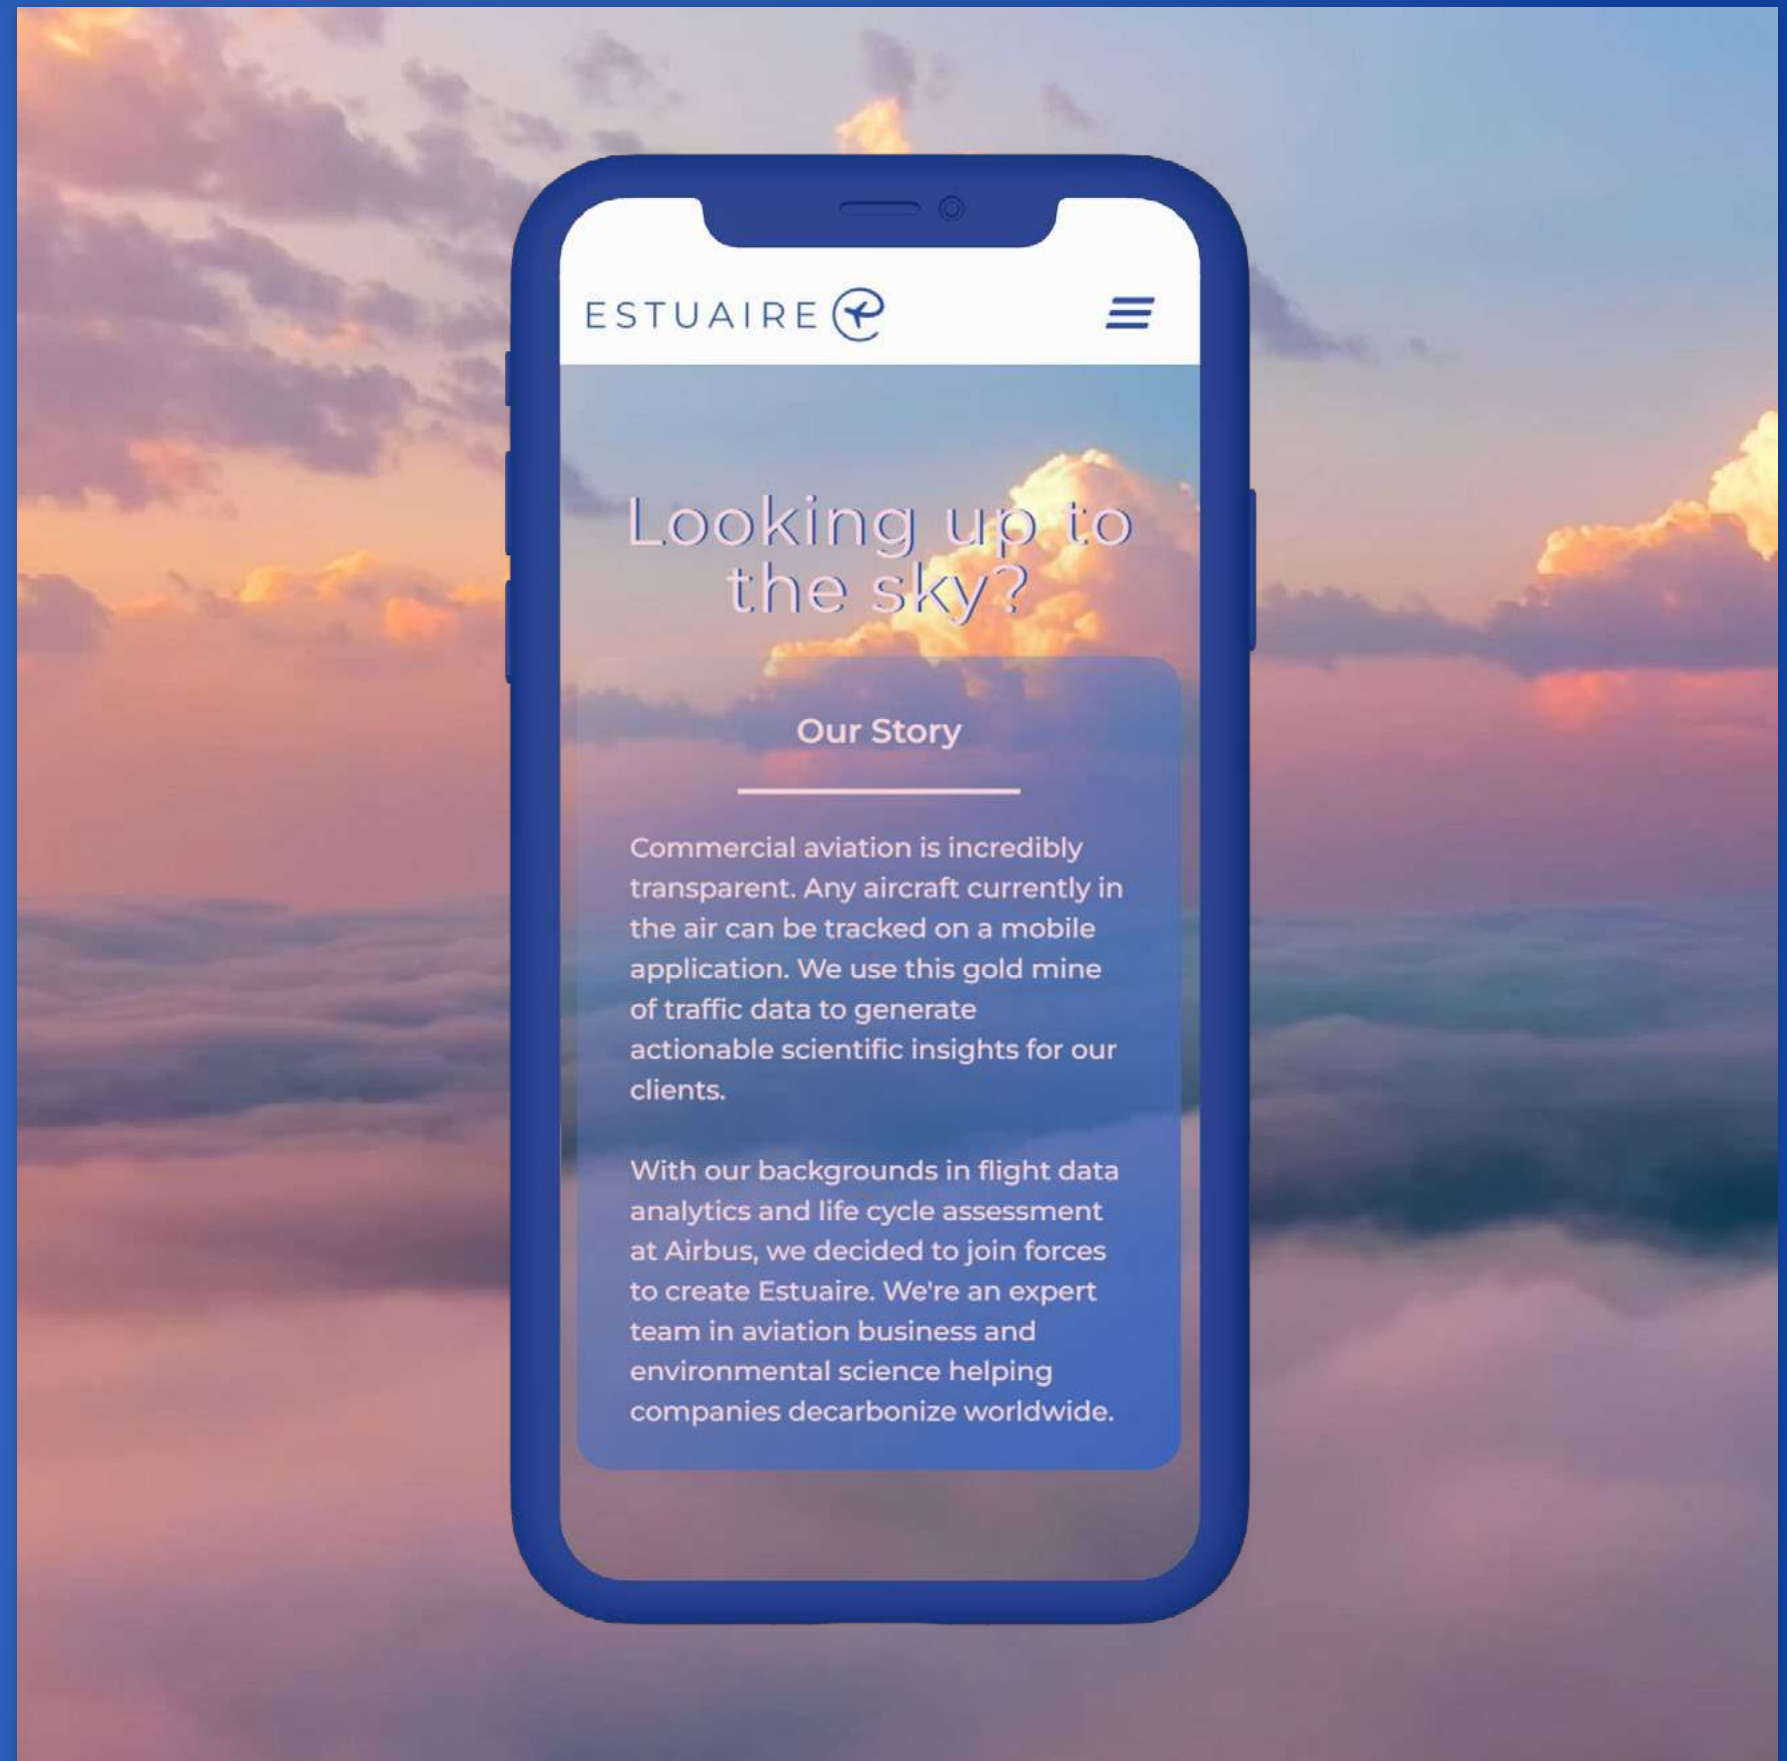 ESTUAIRE
Looking up to
the sky?
Our Story
Commercial aviation is incredibly
transparent. Any aircraft currently in
the air can be tracked on a mobile
application. We use this gold mine
of traffic data to generate
actionable scientific insights for our
clients.
With our backgrounds in flight data
analytics and life cycle assessment
at Airbus, we decided to join forces
to create Estuaire. We're an expert
team in aviation business and
environmental science helping
companies decarbonize worldwide.